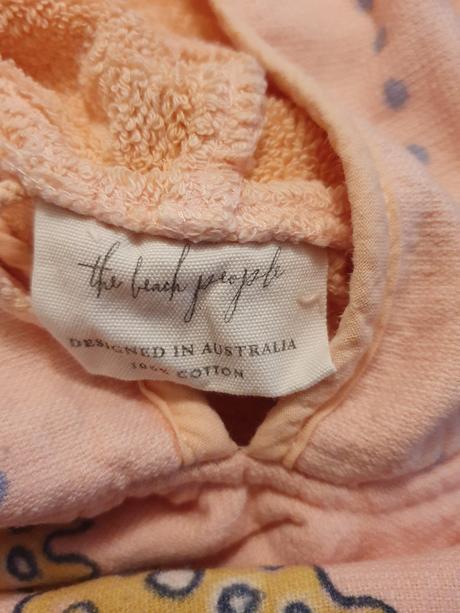 the beach people
DESIGNED IN AUSTRALIA
100% COTTON